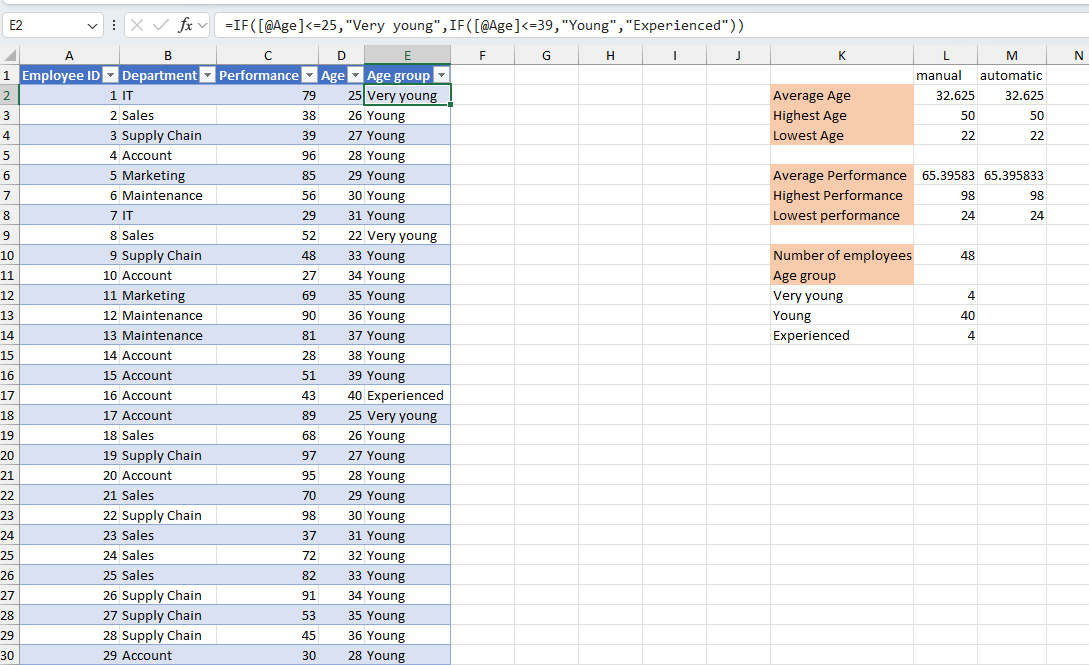 E2 fx =IF([@Age]<=25,"Very young",IF([@Age]<=39,"Young","Experienced"))
A B C D E F G H I J K L M N
1 Employee ID Department Performance Age Age group manual automatic
2 1 IT 79 25 Very young Average Age 32.625 32.625
3 2 Sales 38 26 Young Highest Age 50 50
4 3 Supply Chain 39 27 Young Lowest Age 22 22
5 4 Account 96 28 Young
6 5 Marketing 85 29 Young Average Performance 65.39583 65.395833
7 6 Maintenance 56 30 Young Highest Performance 98 98
8 7 IT 29 31 Young Lowest performance 24 24
9 8 Sales 52 22 Very young
10 9 Supply Chain 48 33 Young Number of employees 48
11 10 Account 27 34 Young Age group
12 11 Marketing 69 35 Young Very young 4
13 12 Maintenance 90 36 Young Young 40
14 13 Maintenance 81 37 Young Experienced 4
15 14 Account 28 38 Young
16 15 Account 51 39 Young
17 16 Account 43 40 Experienced
18 17 Account 89 25 Very young
19 18 Sales 68 26 Young
20 19 Supply Chain 97 27 Young
21 20 Account 95 28 Young
22 21 Sales 70 29 Young
23 22 Supply Chain 98 30 Young
24 23 Sales 37 31 Young
25 24 Sales 72 32 Young
26 25 Sales 82 33 Young
27 26 Supply Chain 91 34 Young
28 27 Supply Chain 53 35 Young
29 28 Supply Chain 45 36 Young
30 29 Account 30 28 Young